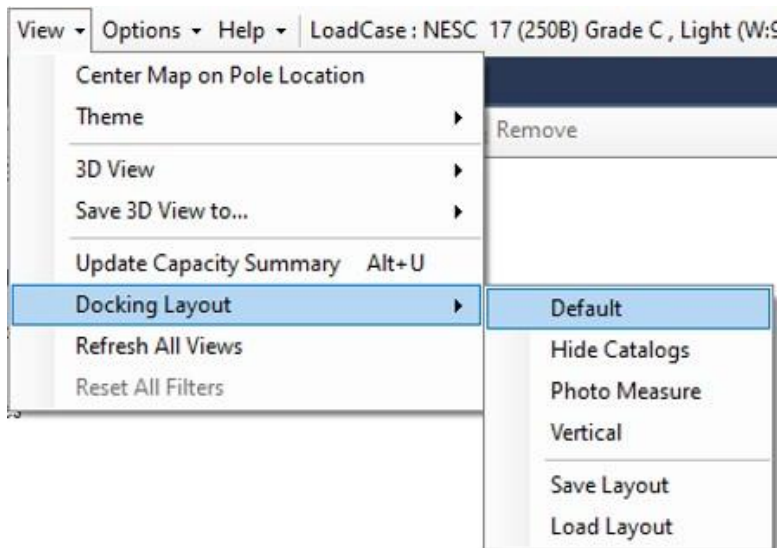 View Options Help LoadCase : NESC 17 (250B) Grade C , Light (W:9
Center Map on Pole Location
Theme
Remove
3D View
Save 3D View to...
Update Capacity Summary Alt+U
Docking Layout
Default
Refresh All Views
Hide Catalogs
Reset All Filters
Photo Measure
Vertical
Save Layout
Load Layout